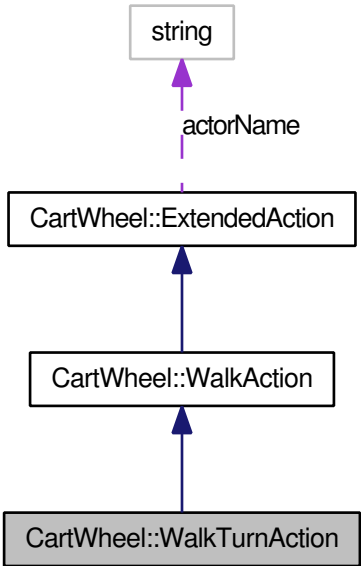 string
actorName
CartWheel::ExtendedAction
CartWheel::WalkAction
CartWheel::WalkTurnAction